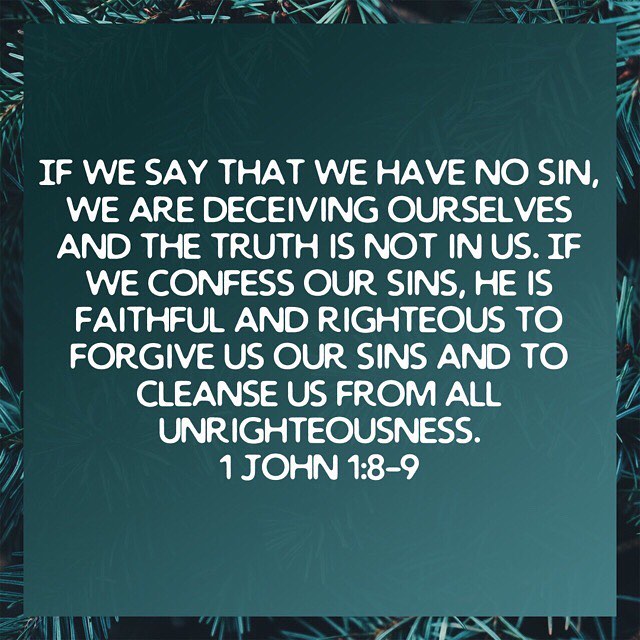 IF WE SAY THAT WE HAVE NO SIN,
WE ARE DECEIVING OURSELVES
AND THE TRUTH IS NOT IN US. IF
WE CONFESS OUR SINS, HE IS
FAITHFUL AND RIGHTEOUS TO
FORGIVE US OUR SINS AND TO
CLEANSE US FROM ALL
UNRIGHTEOUSNESS.
1 JOHN 1:8-9